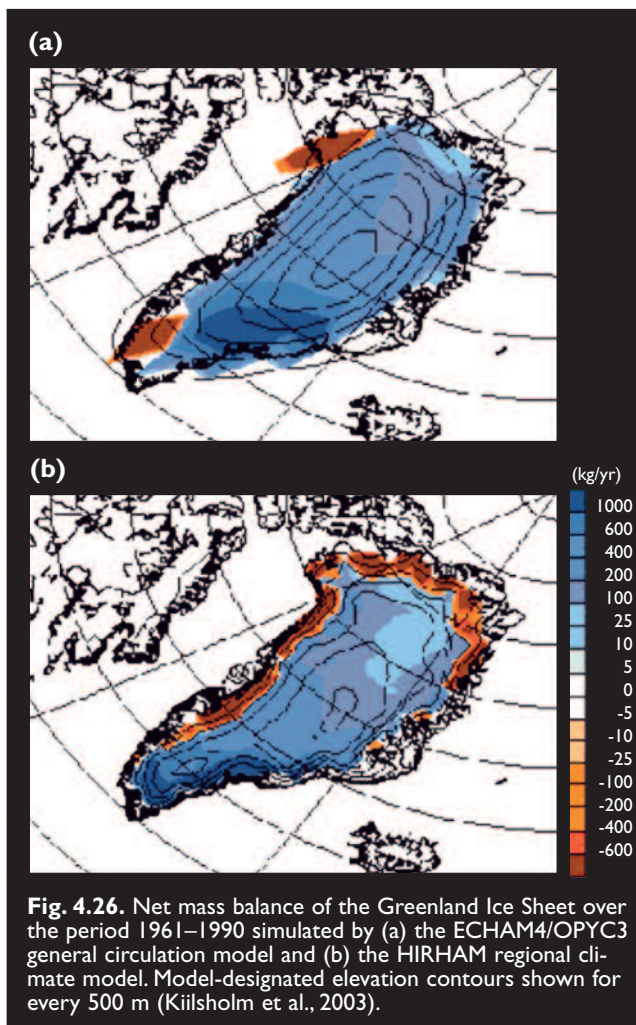 (a)
(b)
(kg/yr)
1000
600
400
200
100
25
10
5
0
-5
-10
-25
-100
-200
-400
-600
Fig. 4.26. Net mass balance of the Greenland Ice Sheet over
the period 1961–1990 simulated by (a) the ECHAM4/OPYC3
general circulation model and (b) the HIRHAM regional cli-
mate model. Model-designated elevation contours shown for
every 500 m (Kiilsholm et al., 2003).